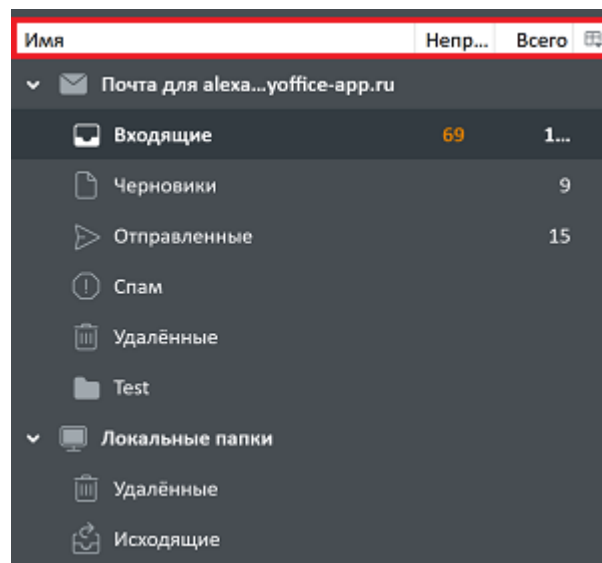 Имя Непр... Всего
Почта для alexa...yoffice-app.ru
Входящие 69 1...
Черновики 9
Отправленные 15
Спам
Удалённые
Test
Локальные папки
Удалённые
Исходящие